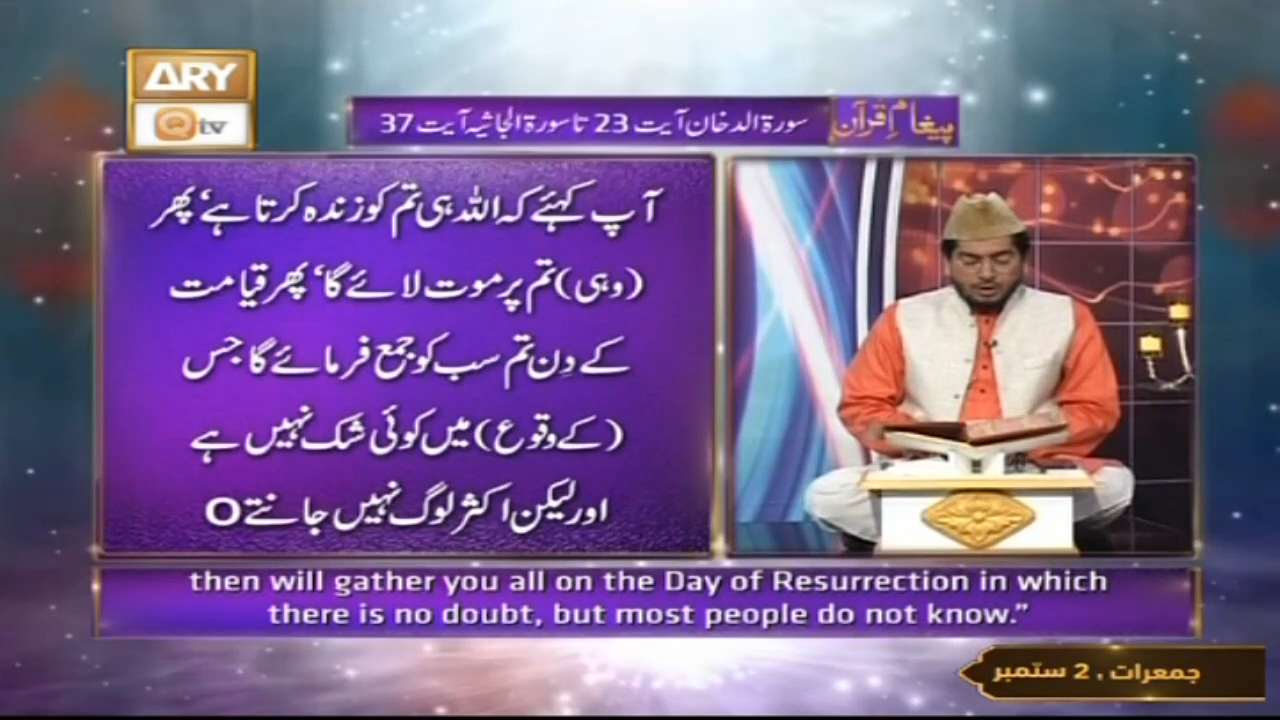 ARY
Qtv
پیغامِ قرآن
سورۃ الدخان آیت 23 تا سورۃ الجاثیہ آیت 37
آپ کہئے کہ اللہ ہی تم کو زندہ کرتا ہے‘ پھر
(وہی) تم پر موت لائے گا‘ پھر قیامت
کے دِن تم سب کو جمع فرمائے گا جس
(کے وقوع) میں کوئی شک نہیں ہے
اور لیکن اکثر لوگ نہیں جانتےO
then will gather you all on the Day of Resurrection in which
there is no doubt, but most people do not know.”
جمعرات , 2 ستمبر